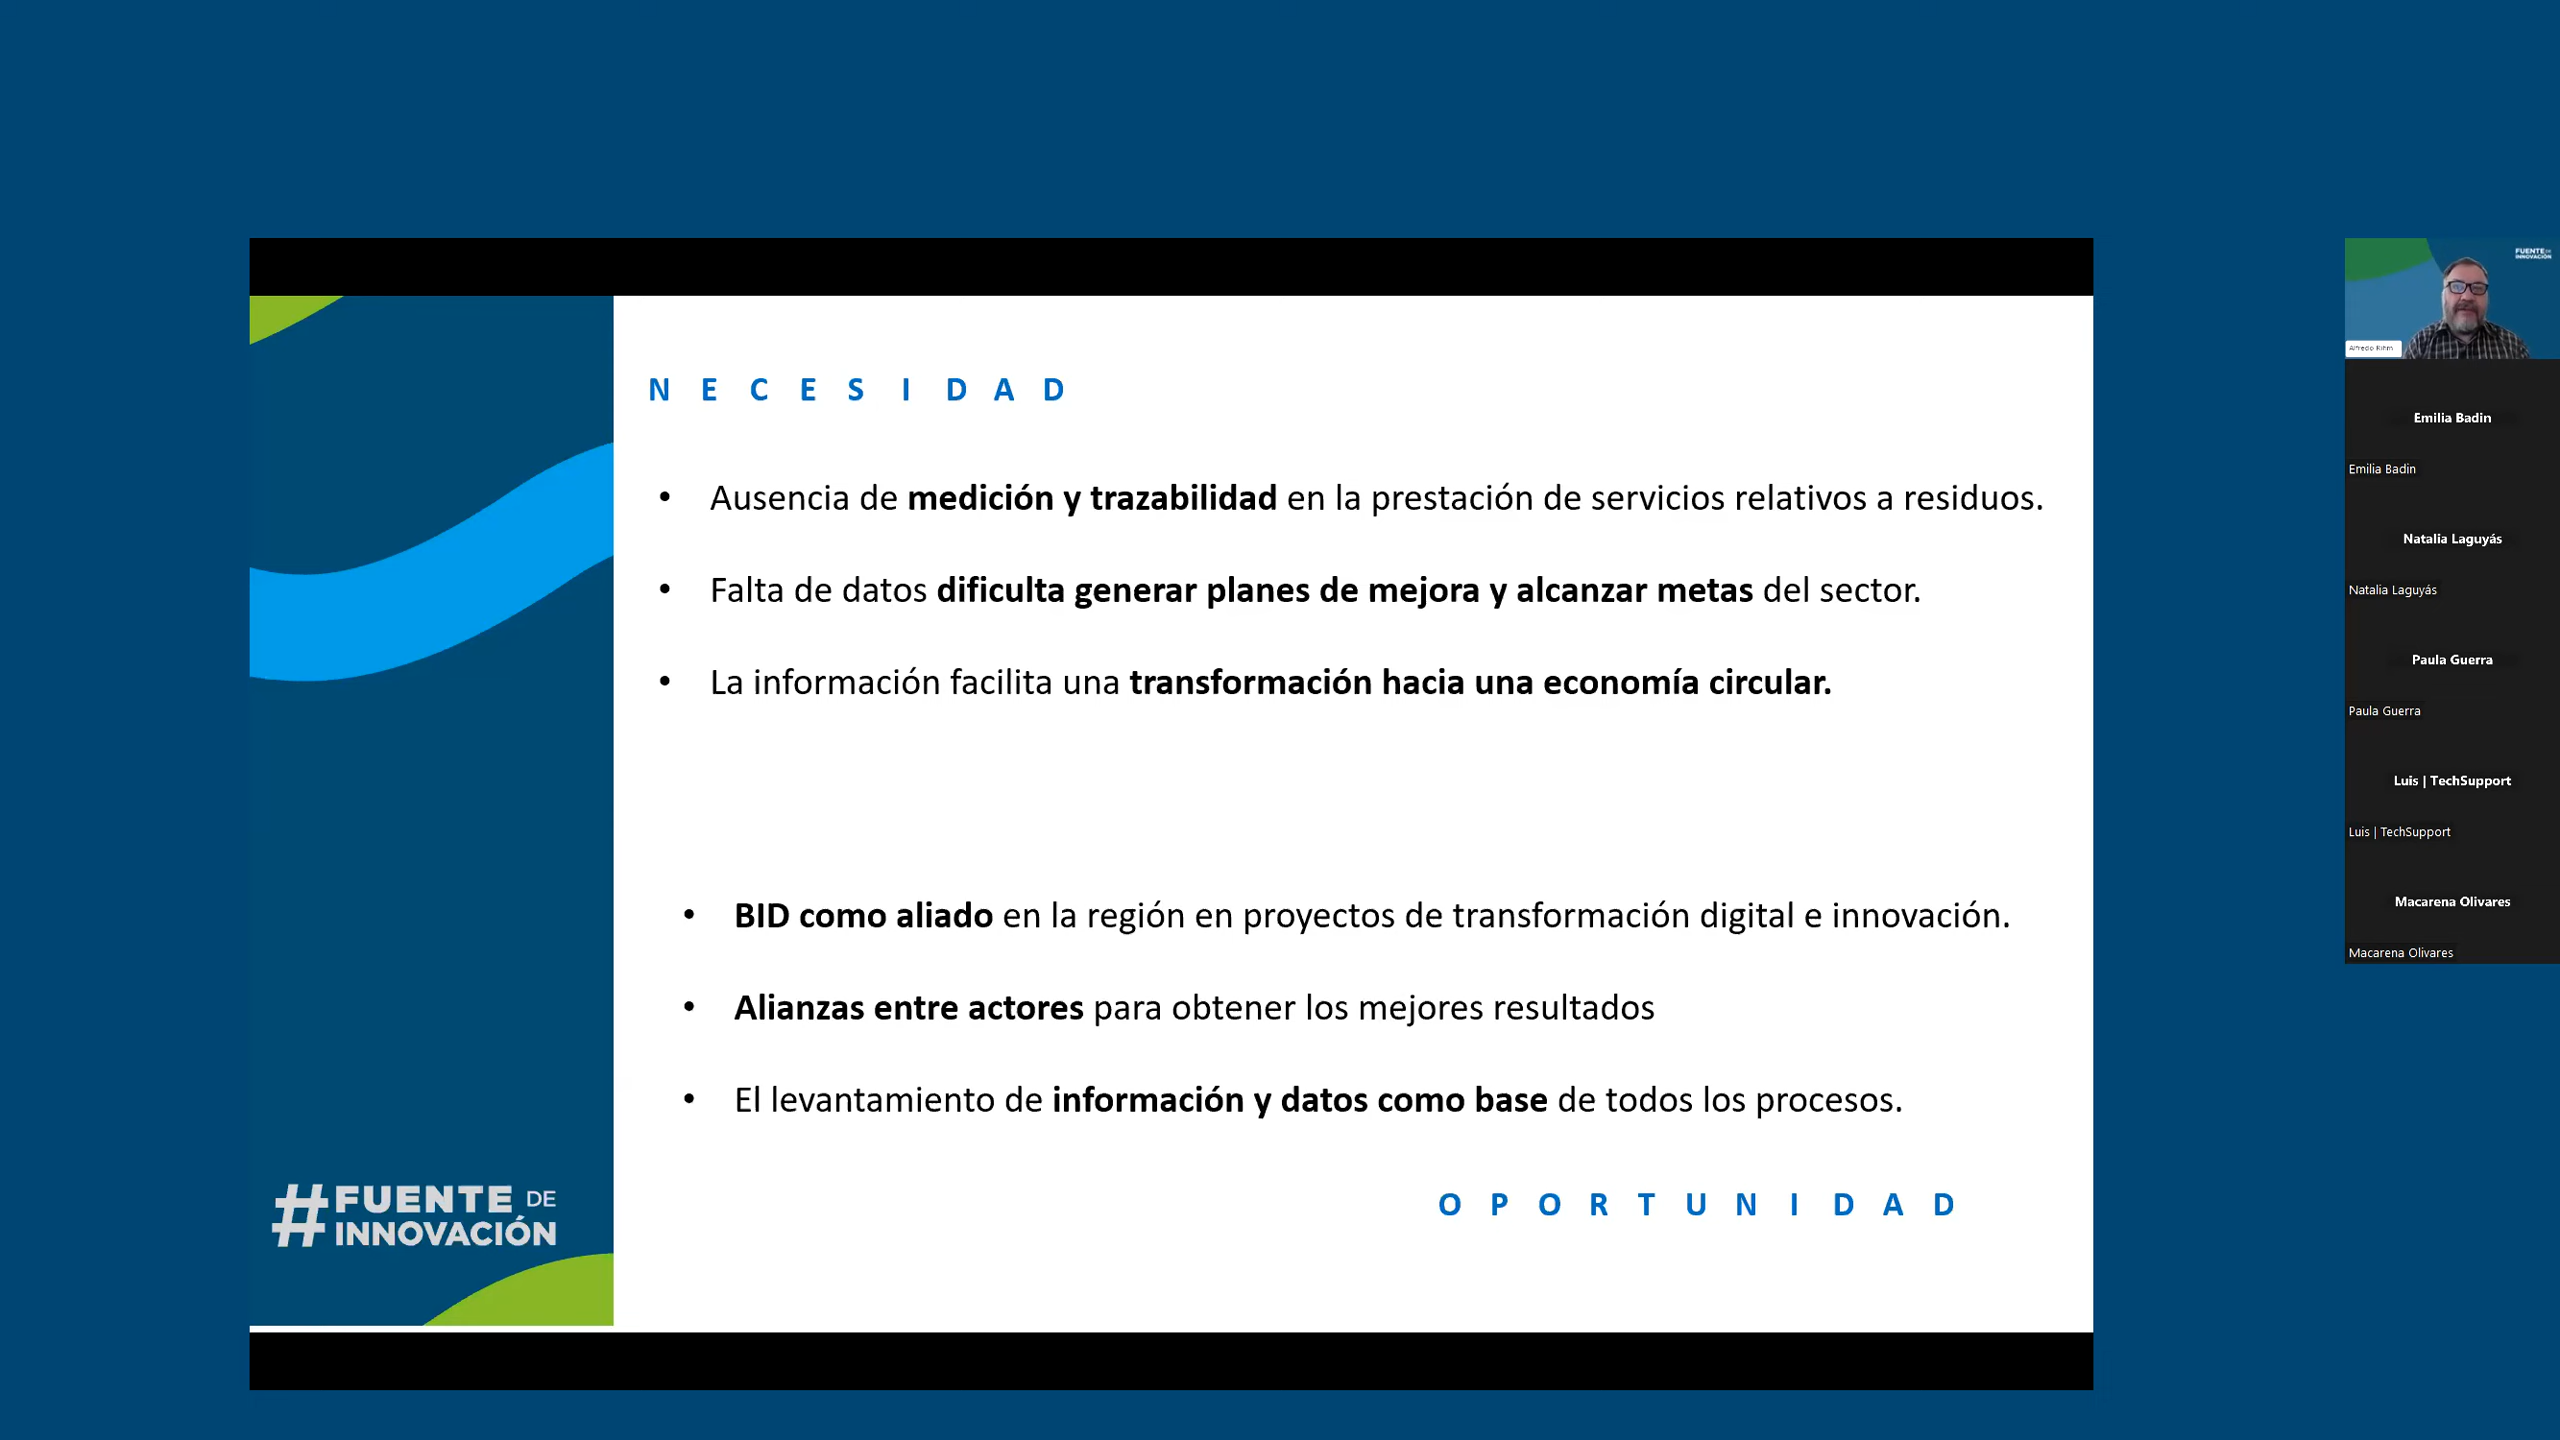 N E C E S I D A D
• Ausencia de medición y trazabilidad en la prestación de servicios relativos a residuos.
• Falta de datos dificulta generar planes de mejora y alcanzar metas del sector.
• La información facilita una transformación hacia una economía circular.
• BID como aliado en la región en proyectos de transformación digital e innovación.
• Alianzas entre actores para obtener los mejores resultados
• El levantamiento de información y datos como base de todos los procesos.
O P O R T U N I D A D
#FUENTE DE
INNOVACIÓN
FUENTE DE
INNOVACIÓN
Alfredo Rihm
Emilia Badin
Emilia Badin
Natalia Laguyás
Natalia Laguyás
Paula Guerra
Paula Guerra
Luis | TechSupport
Luis | TechSupport
Macarena Olivares
Macarena Olivares